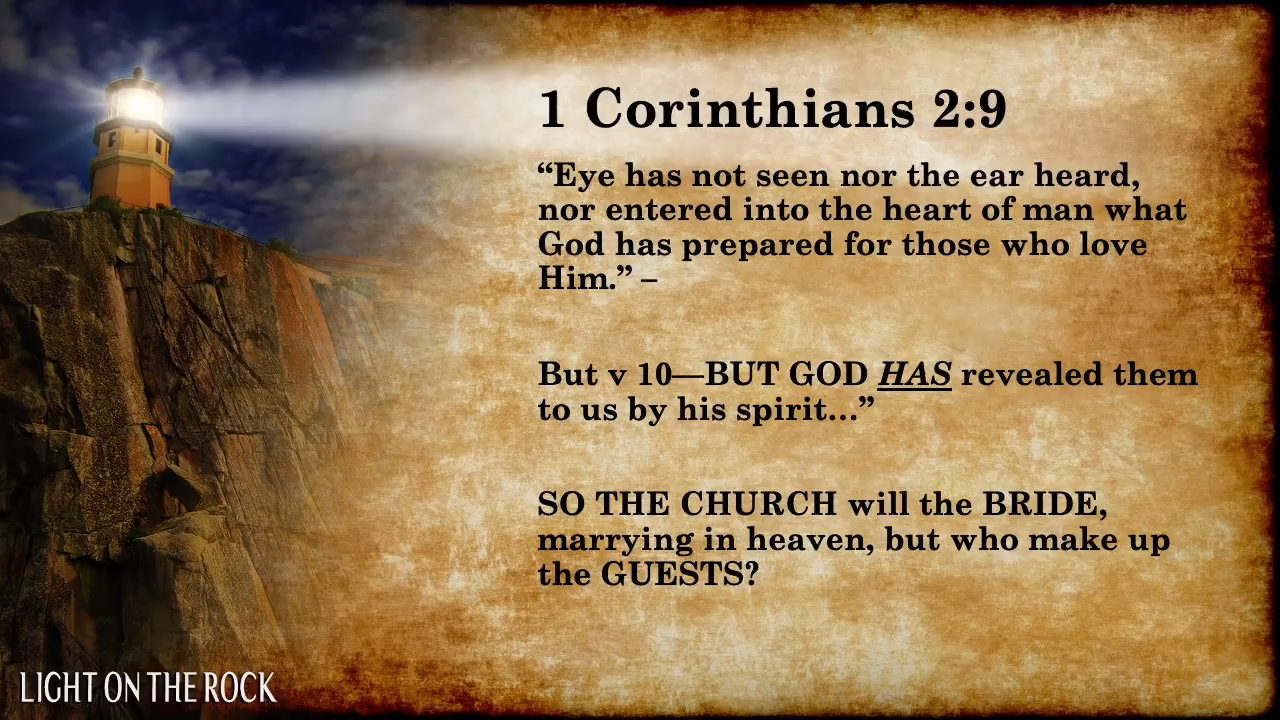 1 Corinthians 2:9
“Eye has not seen nor the ear heard,
nor entered into the heart of man what
God has prepared for those who love
Him.” –
But v 10—BUT GOD HAS revealed them
to us by his spirit…”
SO THE CHURCH will the BRIDE,
marrying in heaven, but who make up
the GUESTS?
LIGHT ON THE ROCK